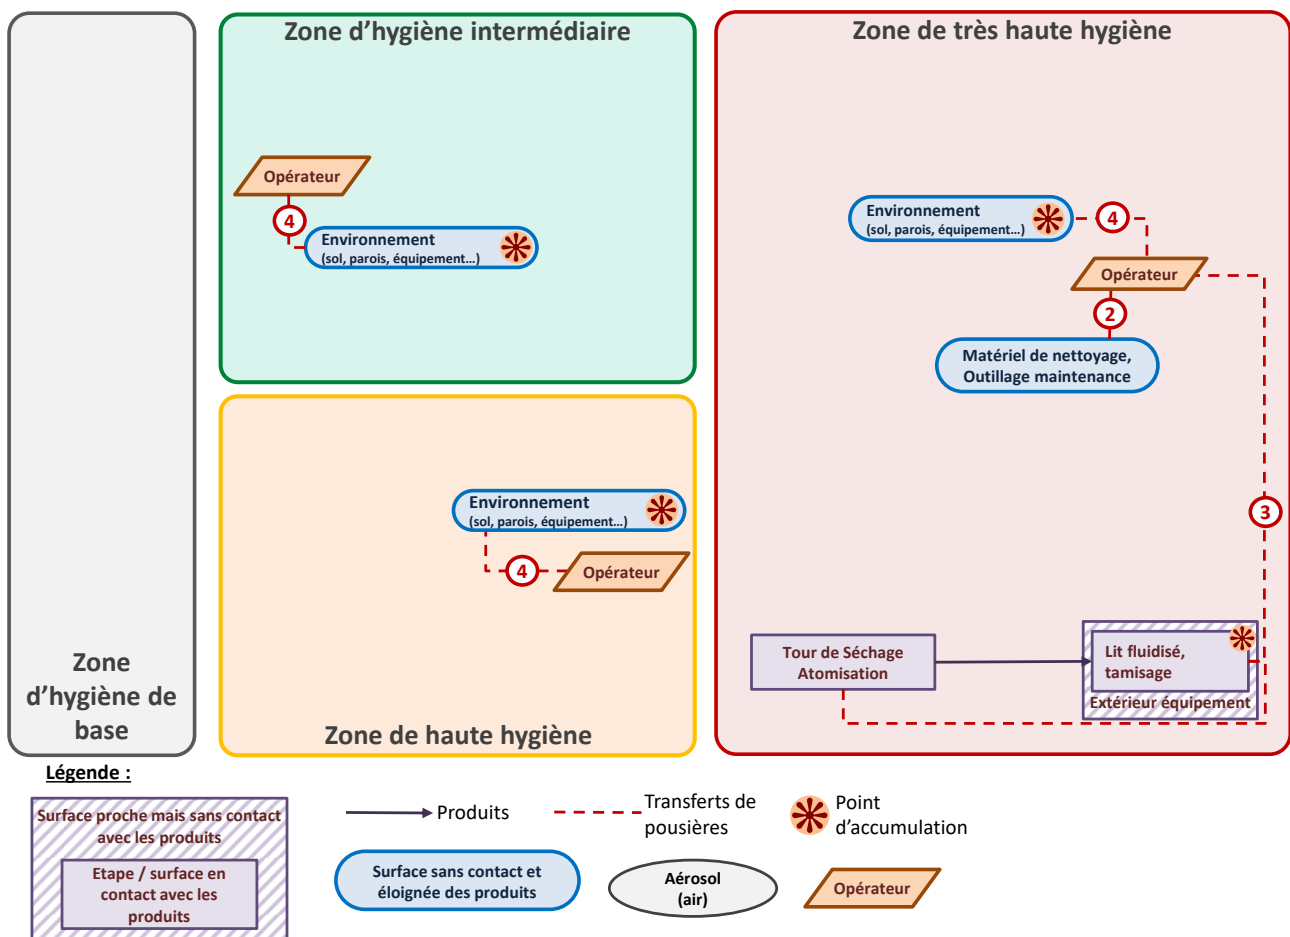 Zone d'hygiène intermédiaire
Zone de très haute hygiène
Opérateur
4
Environnement
(sol, parois, équipement...)
Environnement
(sol, parois, équipement...)
4
Opérateur
2
Matériel de nettoyage,
Outillage maintenance
Environnement
(sol, parois, équipement...)
4
Opérateur
3
Zone
d'hygiène de
base
Zone de haute hygiène
Tour de Séchage
Atomisation
Lit fluidisé,
tamisage
Extérieur équipement
Légende :
Surface proche mais sans contact
avec les produits
Etape / surface en
contact avec les
produits
Produits
Transferts de
pousières
Point
d'accumulation
Surface sans contact et
éloignée des produits
Aérosol
(air)
Opérateur